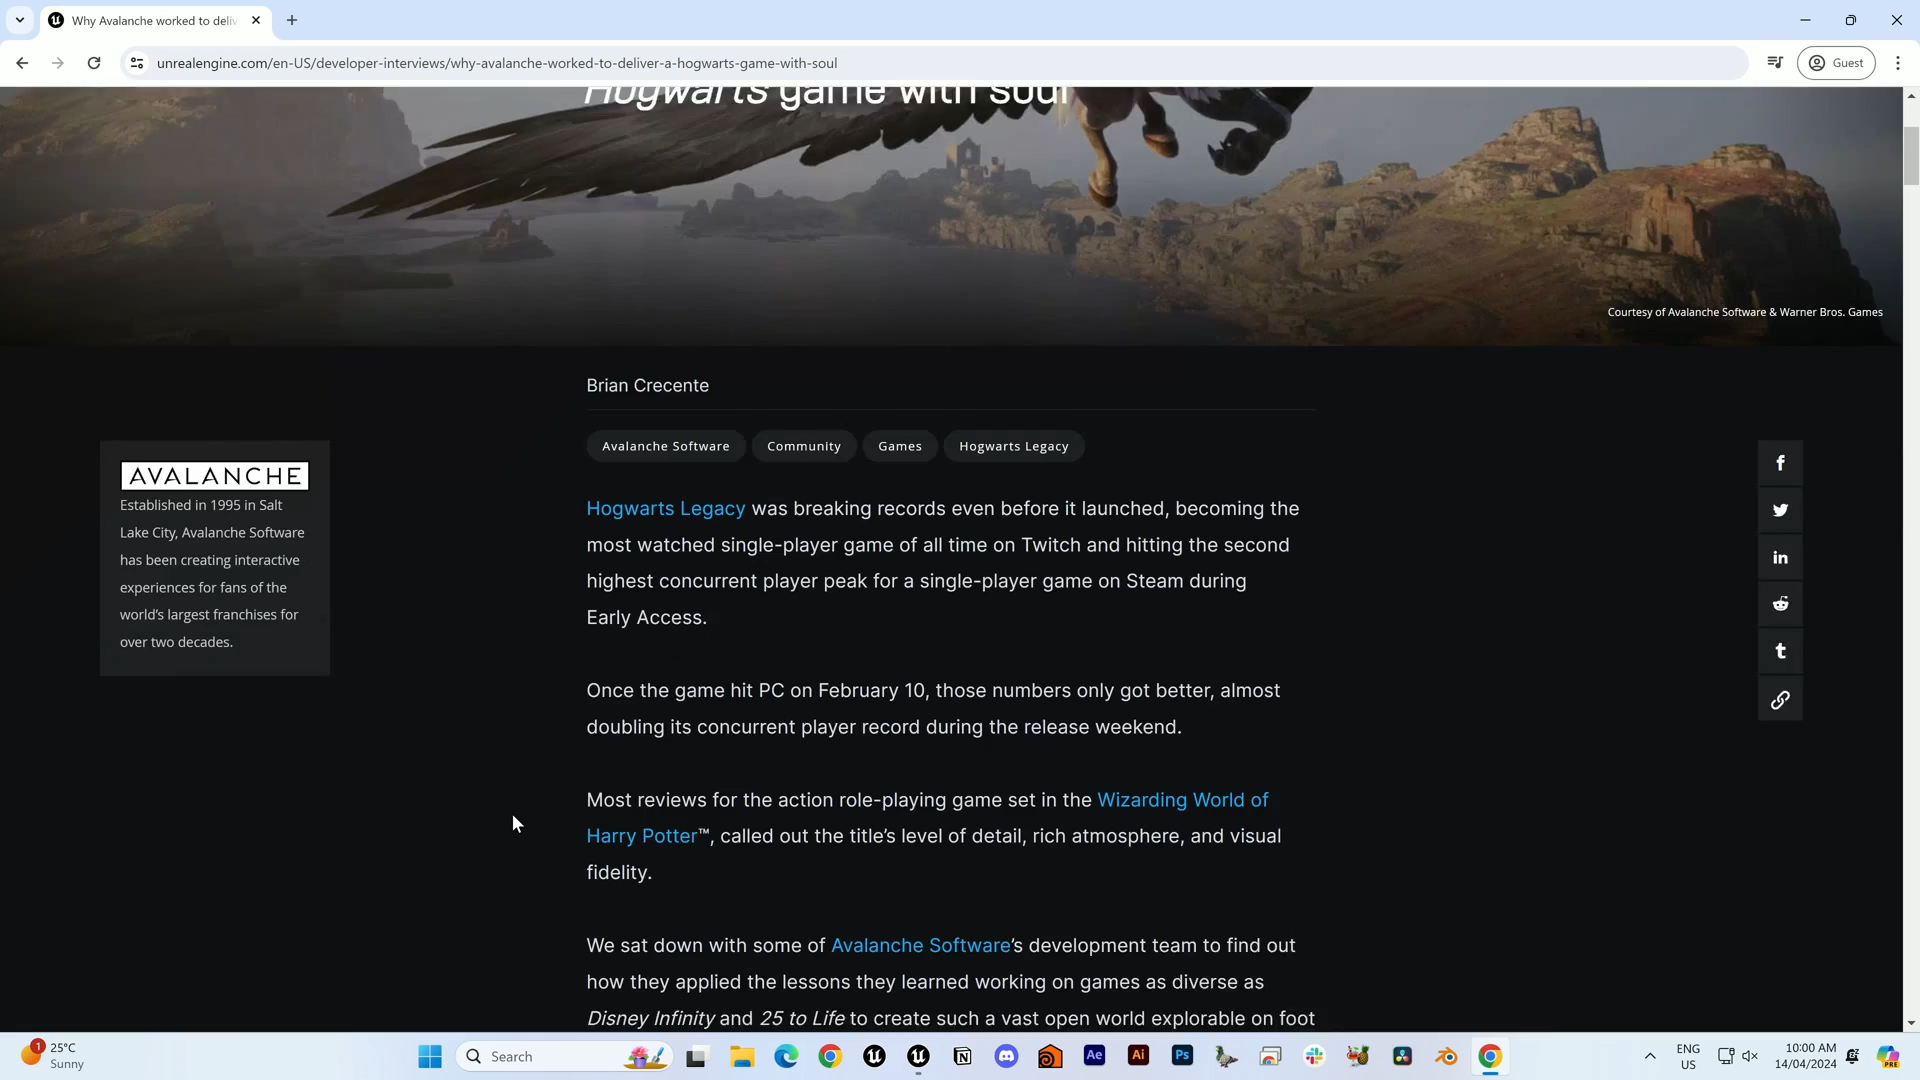 Why Avalanche worked to deliv
unrealengine.com/en-US/developer-interviews/why-avalanche-worked-to-deliver-a-hogwarts-game-with-soul
Guest
Hogwarts game with soul
Courtesy of Avalanche Software & Warner Bros. Games
Brian Crecente
Avalanche Software
Community
Games
Hogwarts Legacy
AVALANCHE
Established in 1995 in Salt
Lake City, Avalanche Software
has been creating interactive
experiences for fans of the
world's largest franchises for
over two decades.
Hogwarts Legacy was breaking records even before it launched, becoming the
most watched single-player game of all time on Twitch and hitting the second
highest concurrent player peak for a single-player game on Steam during
Early Access.
Once the game hit PC on February 10, those numbers only got better, almost
doubling its concurrent player record during the release weekend.
Most reviews for the action role-playing game set in the Wizarding World of
Harry Potter™, called out the title's level of detail, rich atmosphere, and visual
fidelity.
We sat down with some of Avalanche Software's development team to find out
how they applied the lessons they learned working on games as diverse as
Disney Infinity and 25 to Life to create such a vast open world explorable on foot
1
25°C
Sunny
Search
Ae
Ai
Ps
ENG
US
10:00 AM
14/04/2024
PRE